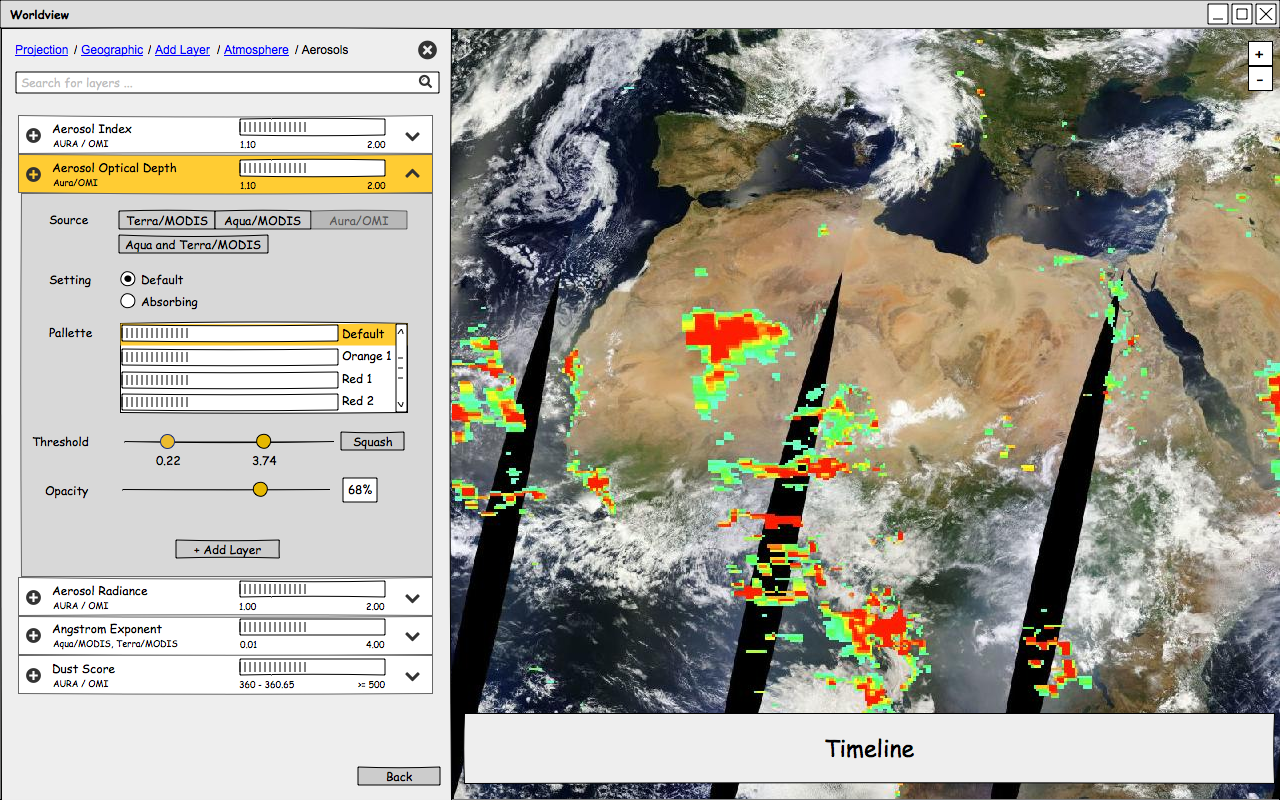 Worldview
Projection / Geographic / Add Layer / Atmosphere / Aerosols
Search for layers ...
Aerosol Index
AURA / OMI
1.10 2.00
Aerosol Optical Depth
Aura/OMI
1.10 2.00
Source Terra/MODIS Aqua/MODIS Aura/OMI
Aqua and Terra/MODIS
Setting Default
Absorbing
Pallette Default
Orange 1
Red 1
Red 2
Threshold Squash
0.22 3.74
Opacity 68%
+ Add Layer
Aerosol Radiance
AURA / OMI
1.00 2.00
Angstrom Exponent
Aqua/MODIS, Terra/MODIS
0.01 4.00
Dust Score
AURA / OMI
360 - 360.65 >= 500
Back
+
-
Timeline